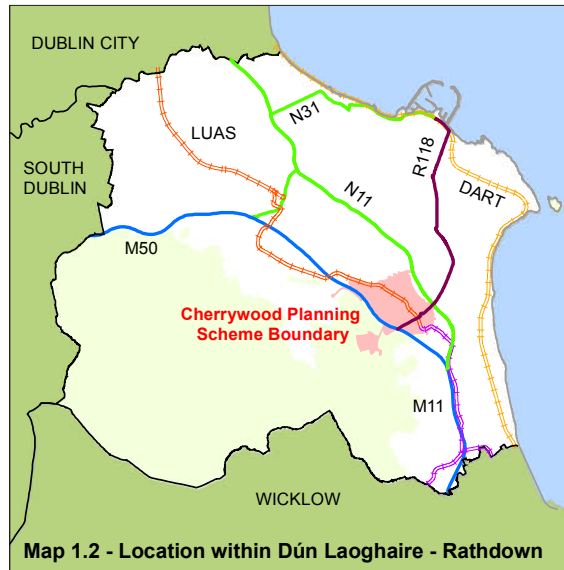 DUBLIN CITY
N31
LUAS
SOUTH
DUBLIN
R118
DART
N11
M50
Cherrywood Planning
Scheme Boundary
M11
WICKLOW
Map 1.2 - Location within Dún Laoghaire - Rathdown